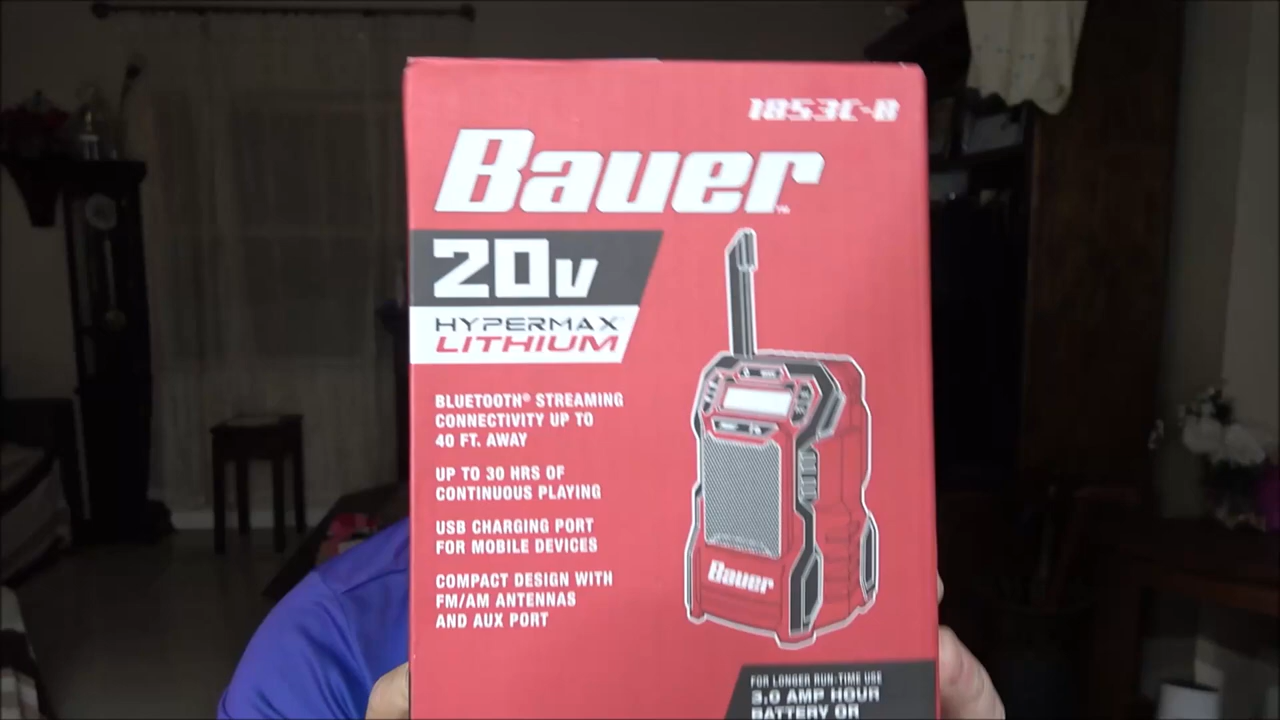 1853C-B
Bauer™
20v
HYPERMAX™
LITHIUM
BLUETOOTH® STREAMING
CONNECTIVITY UP TO
40 FT. AWAY
UP TO 30 HRS OF
CONTINUOUS PLAYING
USB CHARGING PORT
FOR MOBILE DEVICES
COMPACT DESIGN WITH
FM/AM ANTENNAS
AND AUX PORT
Bauer
FOR LONGER RUN-TIME USE
3.0 AMP HOUR
BATTERY OR